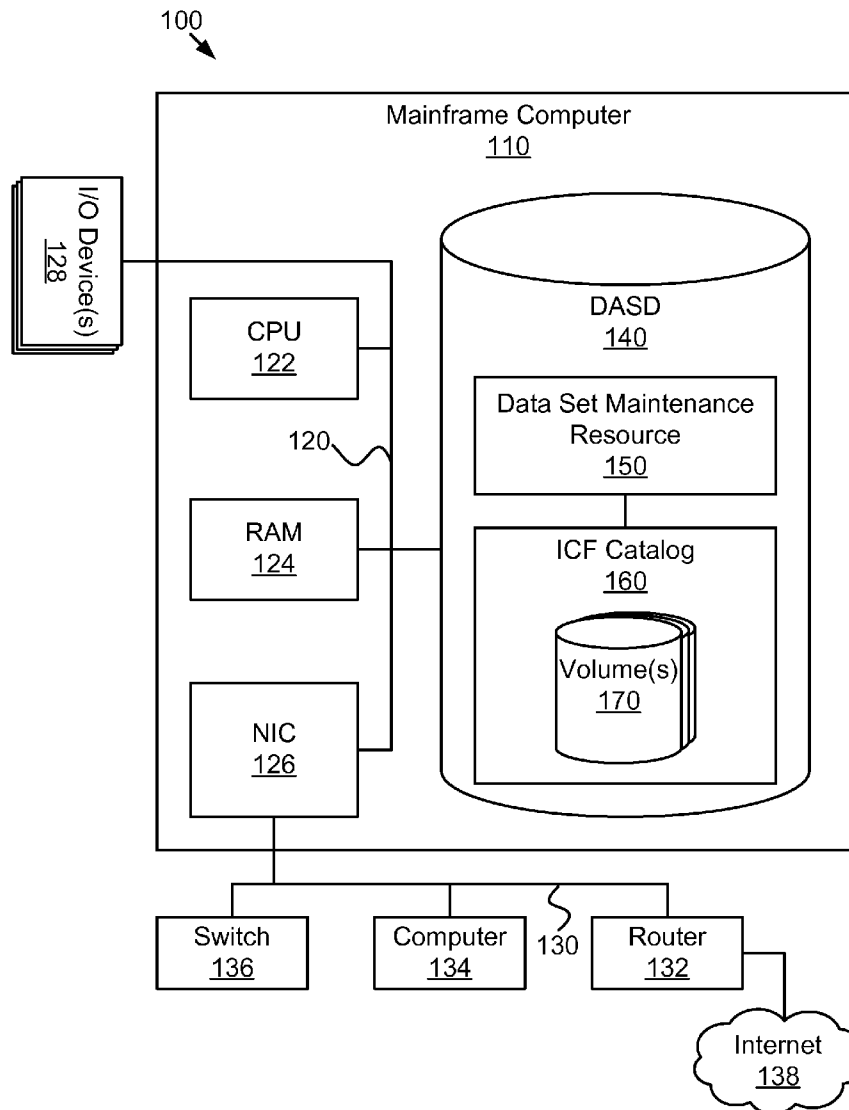 100
Mainframe Computer
110
I/O Device(s)
128
CPU
122
DASD
140
Data Set Maintenance
Resource
150
120
RAM
124
ICF Catalog
160
Volume(s)
170
NIC
126
Switch
136
Computer
134
130
Router
132
Internet
138